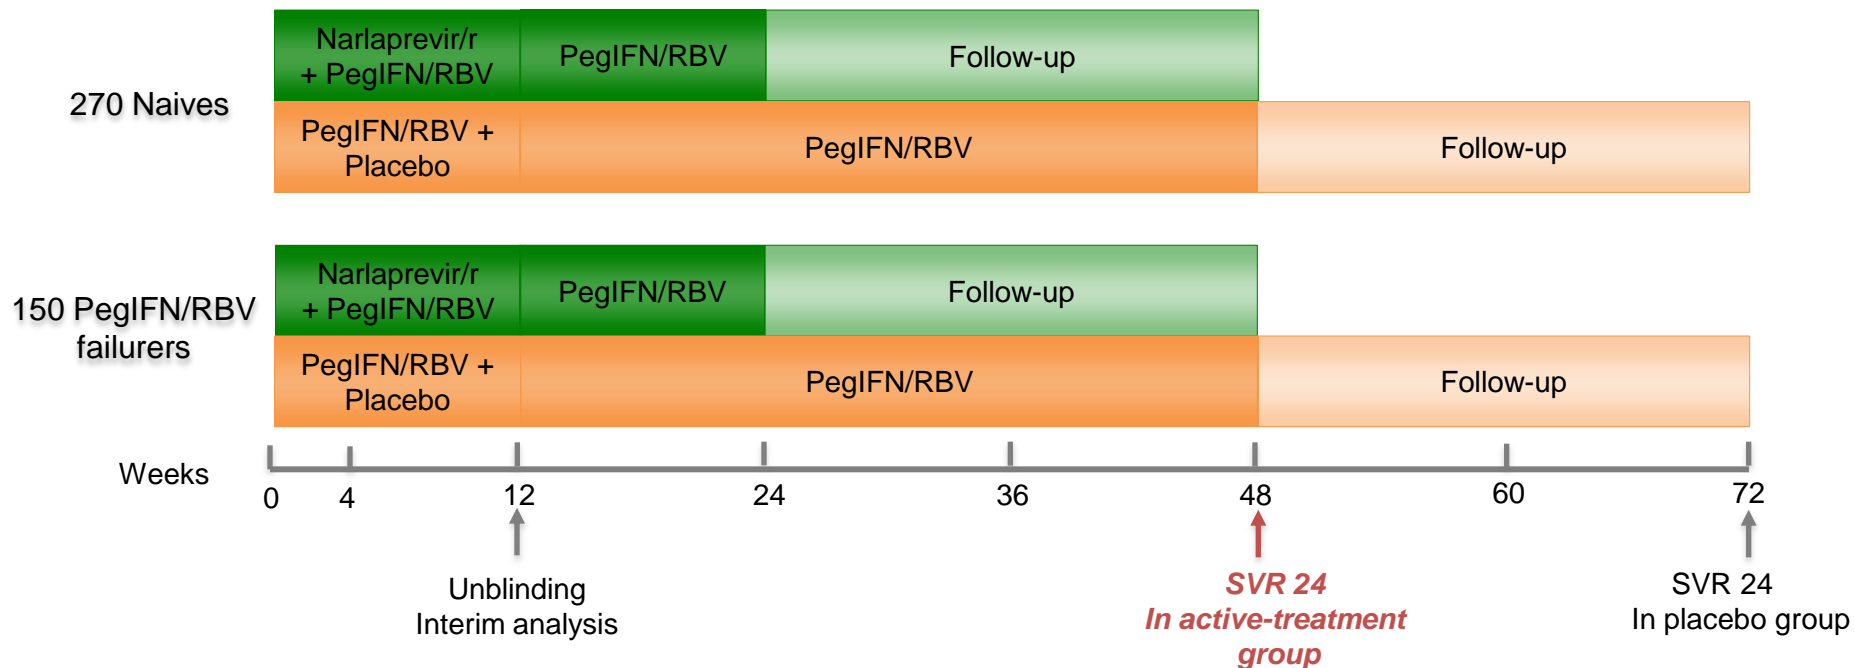 Narlaprevir/r
+ PegIFN/RBV
PegIFN/RBV
Follow-up
270 Naives
PegIFN/RBV +
Placebo
PegIFN/RBV
Follow-up
Narlaprevir/r
+ PegIFN/RBV
PegIFN/RBV
Follow-up
150 PegIFN/RBV
failurers
PegIFN/RBV +
Placebo
PegIFN/RBV
Follow-up
Weeks
0 4 12 24 36 48 60 72
Unblinding
Interim analysis
SVR 24
In active-treatment
group
SVR 24
In placebo group